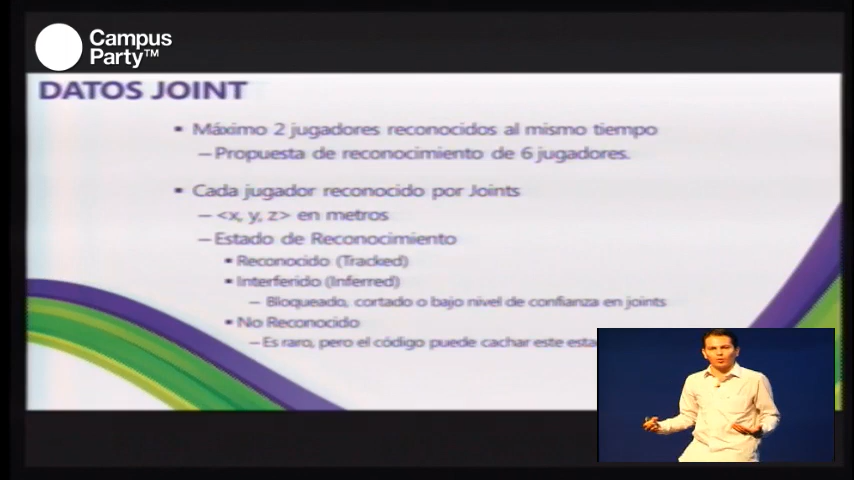 Campus
Party™
DATOS JOINT
▪ Máximo 2 jugadores reconocidos al mismo tiempo
– Propuesta de reconocimiento de 6 jugadores.
▪ Cada jugador reconocido por Joints
– <x, y, z> en metros
– Estado de Reconocimiento
▪ Reconocido (Tracked)
▪ Interferido (Inferred)
– Bloqueado, cortado o bajo nivel de confianza en joints
▪ No Reconocido
– Es raro, pero el código puede cachar este esta